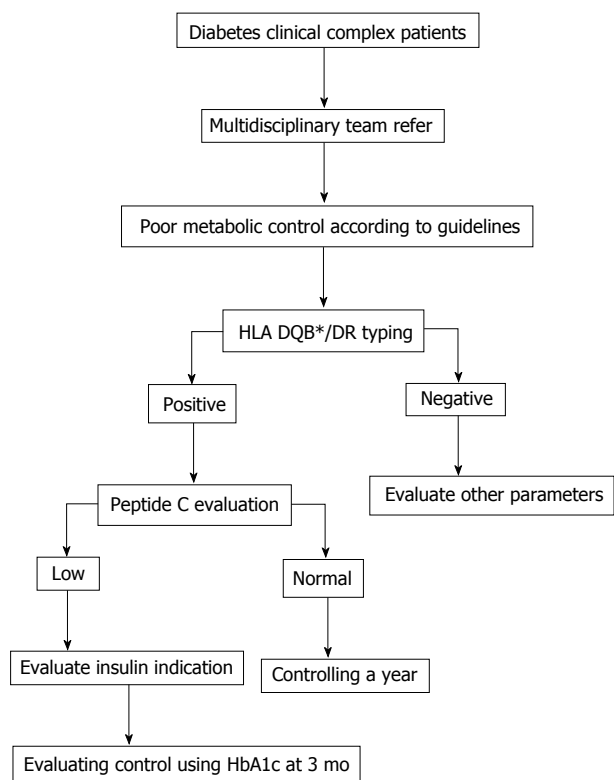 Diabetes clinical complex patients
Multidisciplinary team refer
Poor metabolic control according to guidelines
HLA DQB*/DR typing
Positive
Negative
Peptide C evaluation
Evaluate other parameters
Low
Normal
Evaluate insulin indication
Controlling a year
Evaluating control using HbA1c at 3 mo